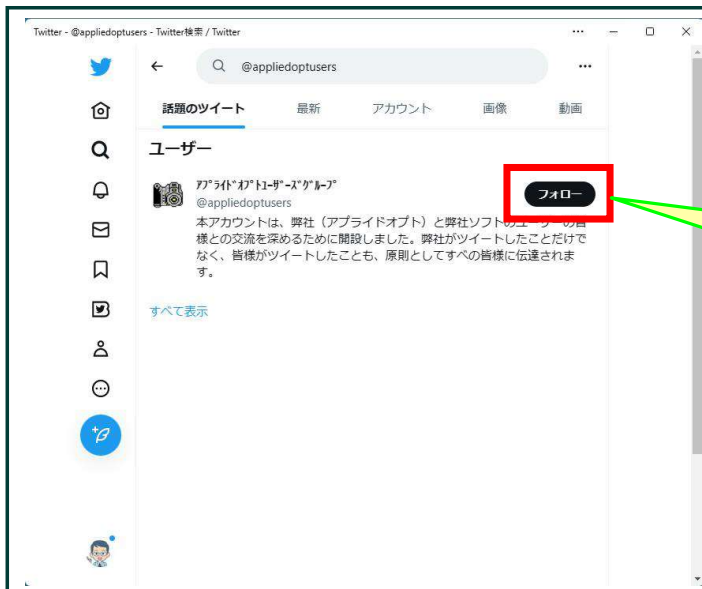 Twitter - @appliedoptusers - Twitter検索 / Twitter
@appliedoptusers
話題のツイート 最新 アカウント 画像 動画
ユーザー
ｱﾌﾟﾗｲﾄﾞｵﾌﾟﾄﾕｰｻﾞｰｽﾞｸﾞﾙｰﾌﾟ
フォロー
@appliedoptusers
本アカウントは、弊社（アプライドオプト）と弊社ソフトのユーザーの皆
様との交流を深めるために開設しました。弊社がツイートしたことだけで
なく、皆様がツイートしたことも、原則としてすべの皆様に伝達されま
す。
すべて表示